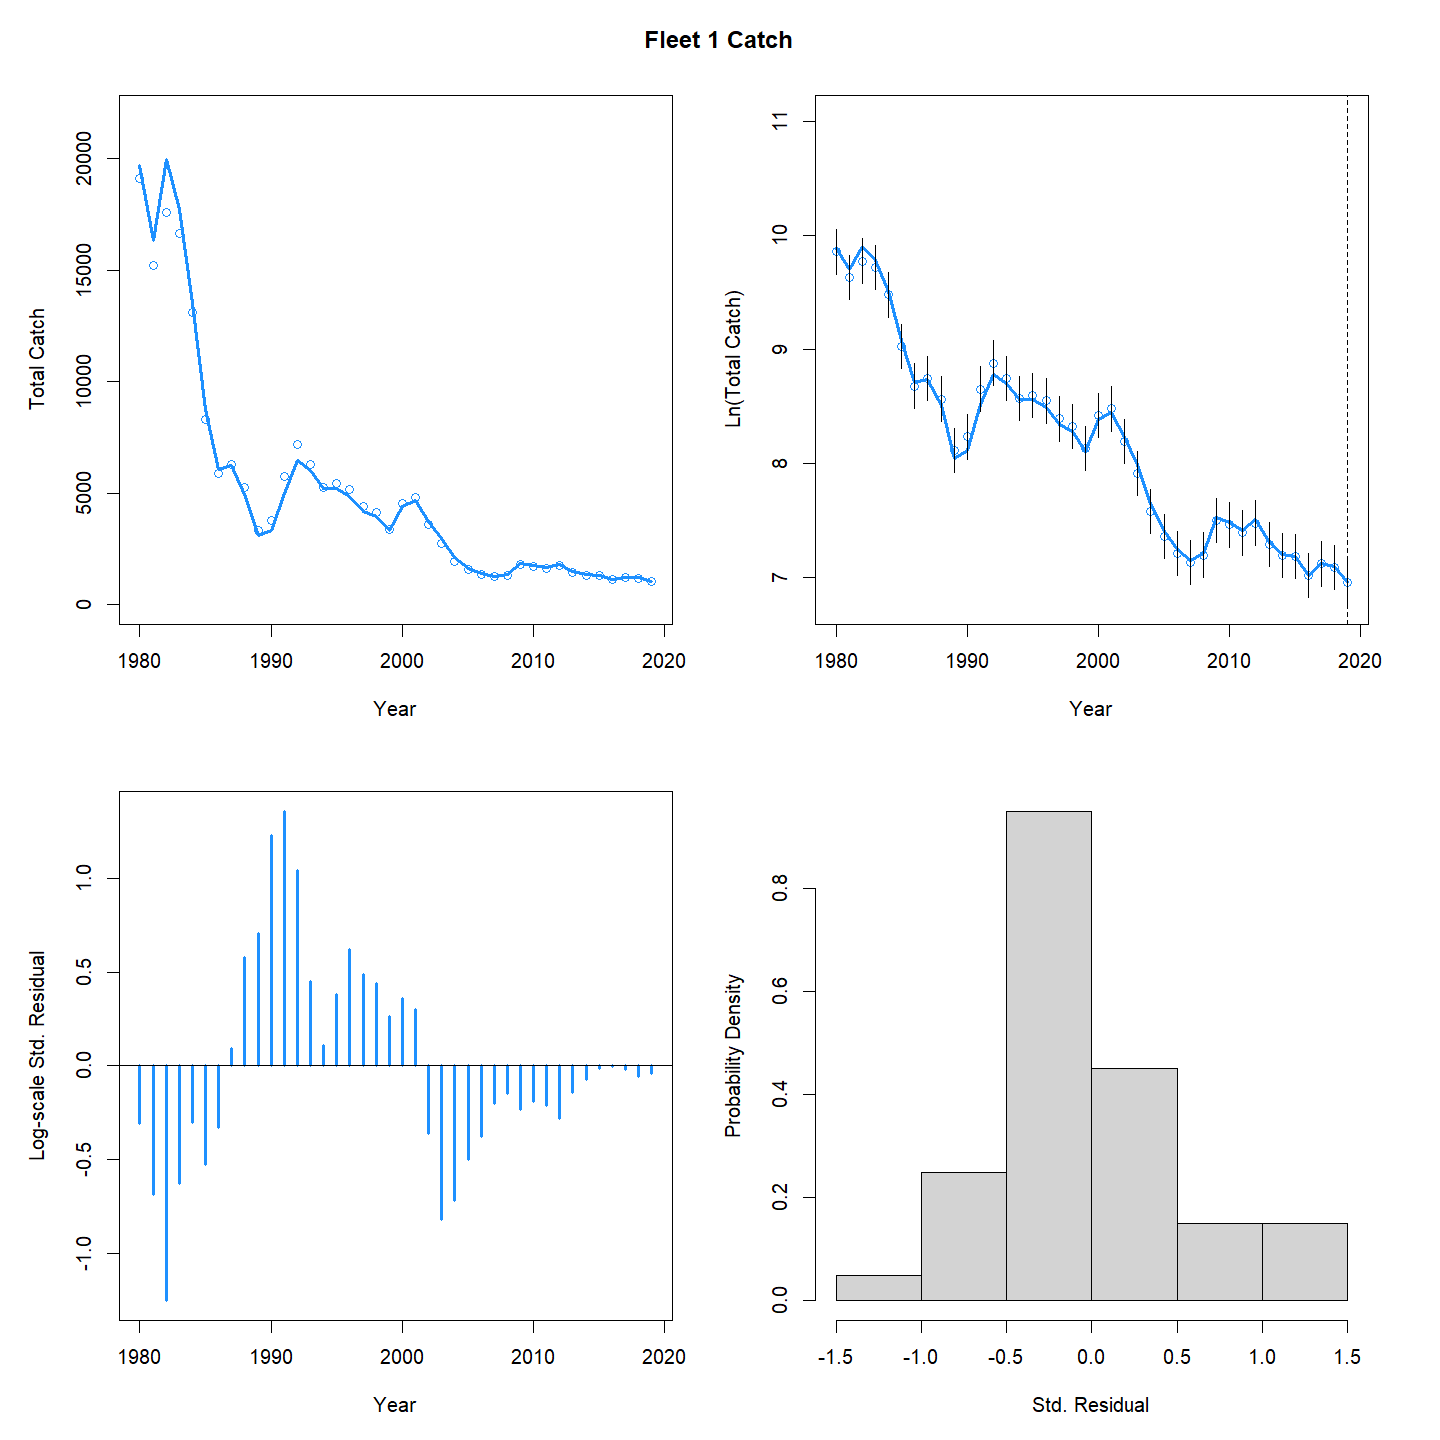 Fleet 1 Catch
Total Catch
20000
15000
10000
5000
0
1980 1990 2000 2010 2020
Year
Ln(Total Catch)
11
10
9
8
7
1980 1990 2000 2010 2020
Year
Log-scale Std. Residual
1.0
0.5
0.0
-0.5
-1.0
1980 1990 2000 2010 2020
Year
Probability Density
0.8
0.6
0.4
0.2
0.0
-1.5 -1.0 -0.5 0.0 0.5 1.0 1.5
Std. Residual